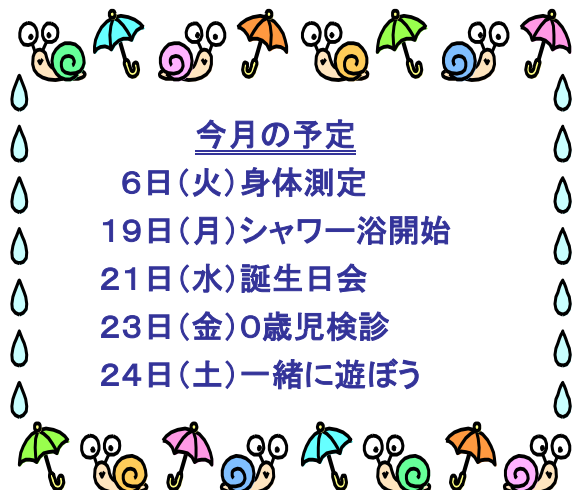 今月の予定
６日（火）身体測定
１９日（月）シャワー浴開始
２１日（水）誕生日会
２３日（金）０歳児検診
２４日（土）一緒に遊ぼう